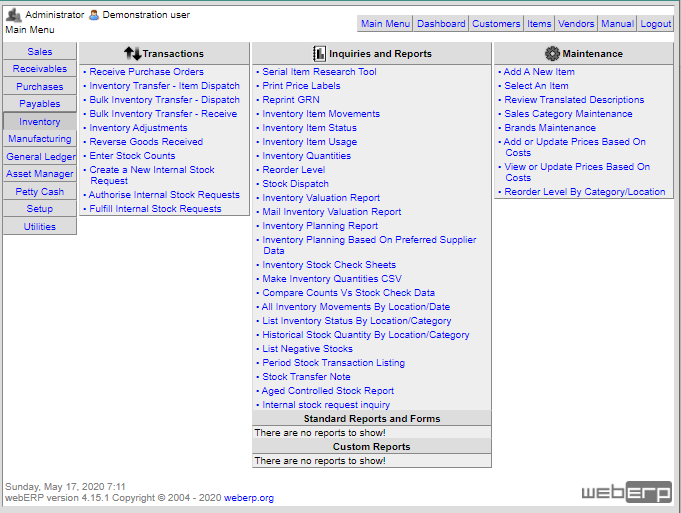 Administrator Demonstration user
Main Menu
Main Menu Dashboard Customers Items Vendors Manual Logout
Sales
Receivables
Purchases
Payables
Inventory
Manufacturing
General Ledger
Asset Manager
Petty Cash
Setup
Utilities
Transactions
• Receive Purchase Orders
• Inventory Transfer - Item Dispatch
• Bulk Inventory Transfer - Dispatch
• Bulk Inventory Transfer - Receive
• Inventory Adjustments
• Reverse Goods Received
• Enter Stock Counts
• Create a New Internal Stock
Request
• Authorise Internal Stock Requests
• Fulfill Internal Stock Requests
Inquiries and Reports
• Serial Item Research Tool
• Print Price Labels
• Reprint GRN
• Inventory Item Movements
• Inventory Item Status
• Inventory Item Usage
• Inventory Quantities
• Reorder Level
• Stock Dispatch
• Inventory Valuation Report
• Mail Inventory Valuation Report
• Inventory Planning Report
• Inventory Planning Based On Preferred Supplier
Data
• Inventory Stock Check Sheets
• Make Inventory Quantities CSV
• Compare Counts Vs Stock Check Data
• All Inventory Movements By Location/Date
• List Inventory Status By Location/Category
• Historical Stock Quantity By Location/Category
• List Negative Stocks
• Period Stock Transaction Listing
• Stock Transfer Note
• Aged Controlled Stock Report
• Internal stock request inquiry
Standard Reports and Forms
There are no reports to show!
Custom Reports
There are no reports to show!
Maintenance
• Add A New Item
• Select An Item
• Review Translated Descriptions
• Sales Category Maintenance
• Brands Maintenance
• Add or Update Prices Based On
Costs
• View or Update Prices Based On
Costs
• Reorder Level By Category/Location
Sunday, May 17, 2020 7:11
webERP version 4.15.1 Copyright © 2004 - 2020 weberp.org
weberp